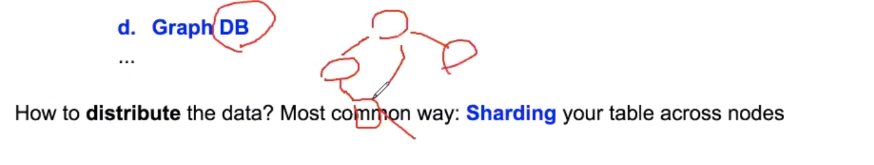 d. Graph DB
...
How to distribute the data? Most common way: Sharding your table across nodes